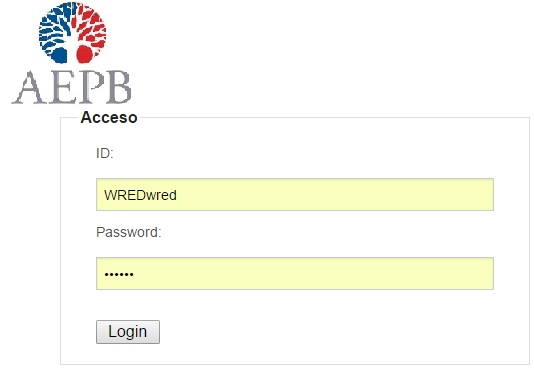 AEPB
Acceso
ID:
WREDwred
Password:
••••••
Login